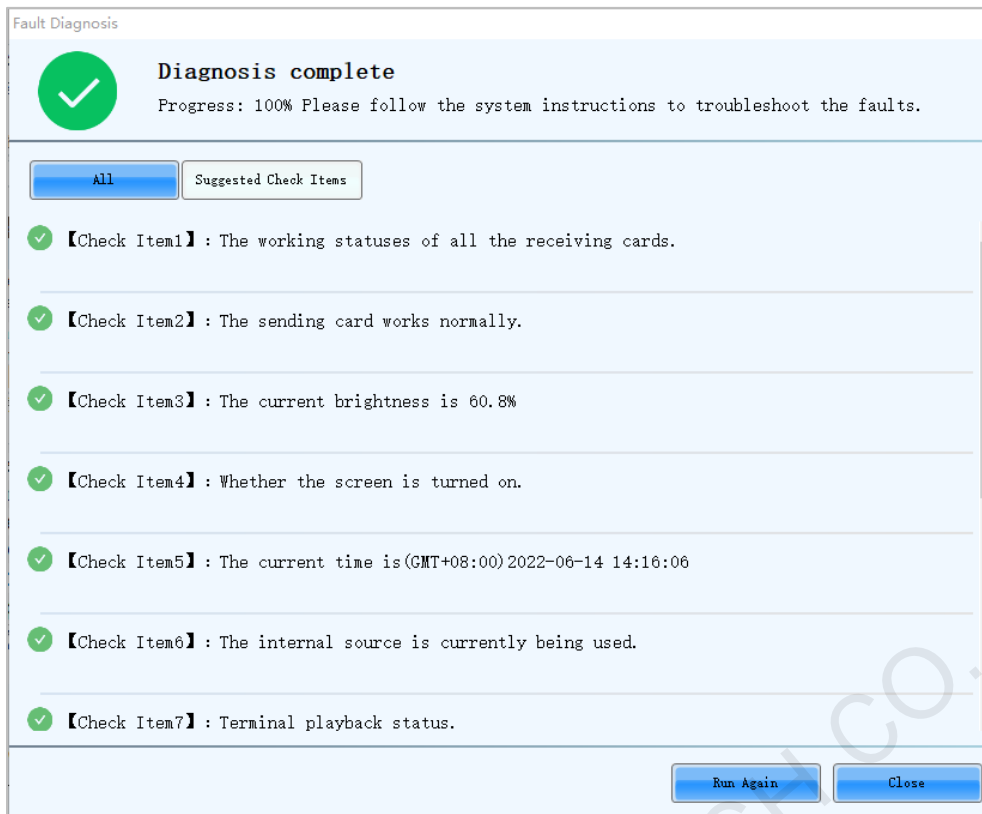 Fault Diagnosis
Diagnosis complete
Progress: 100% Please follow the system instructions to troubleshoot the faults.
All
Suggested Check Items
【Check Item1】: The working statuses of all the receiving cards.
【Check Item2】: The sending card works normally.
【Check Item3】: The current brightness is 60.8%
【Check Item4】: Whether the screen is turned on.
【Check Item5】: The current time is(GMT+08:00)2022-06-14 14:16:06
【Check Item6】: The internal source is currently being used.
【Check Item7】: Terminal playback status.
Run Again
Close
CO.